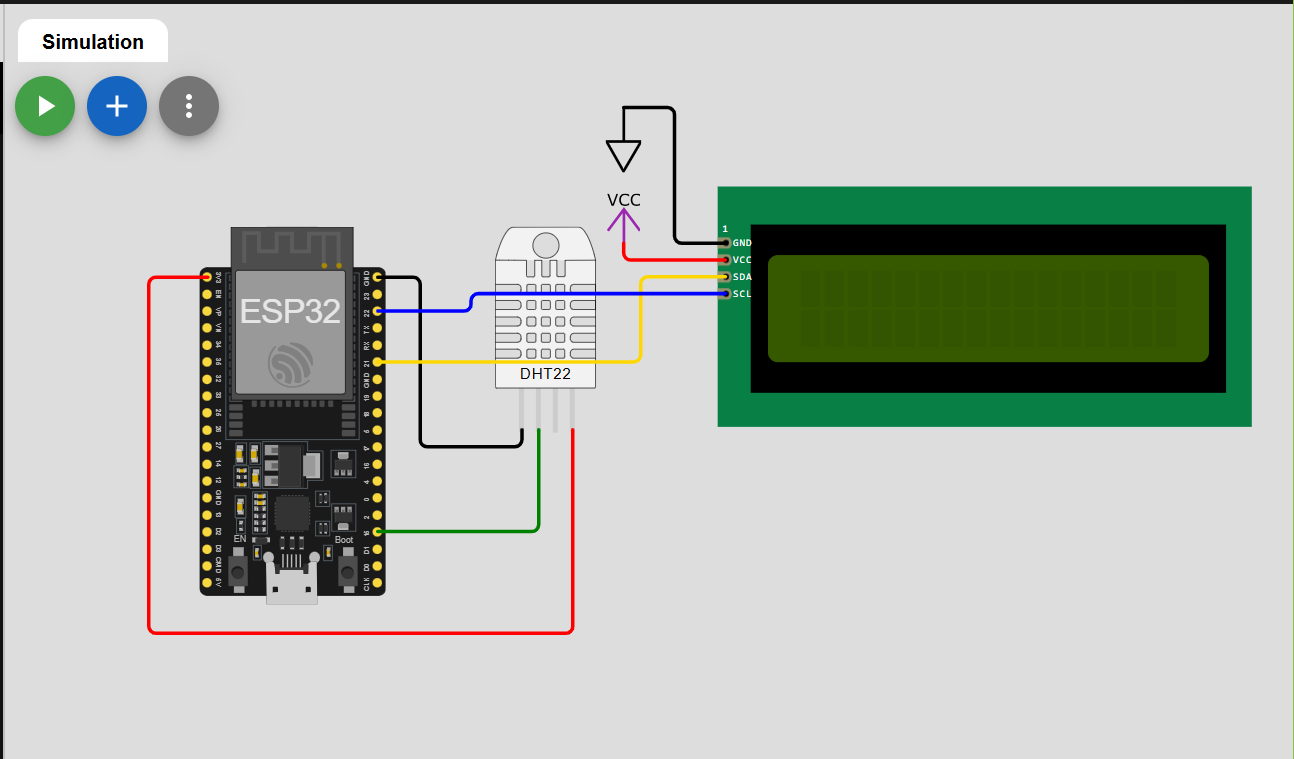 Simulation
VCC
1
GND
VCC
SDA
SCL
ESP32
DHT22
3V3
EN
VP
VN
34
35
32
33
27
14
12
GND
13
D2
D3
CMD
5V
GND
23
22
TX
RX
21
GND
19
18
5
17
16
4
0
2
15
D1
D0
CLK
EN
Boot